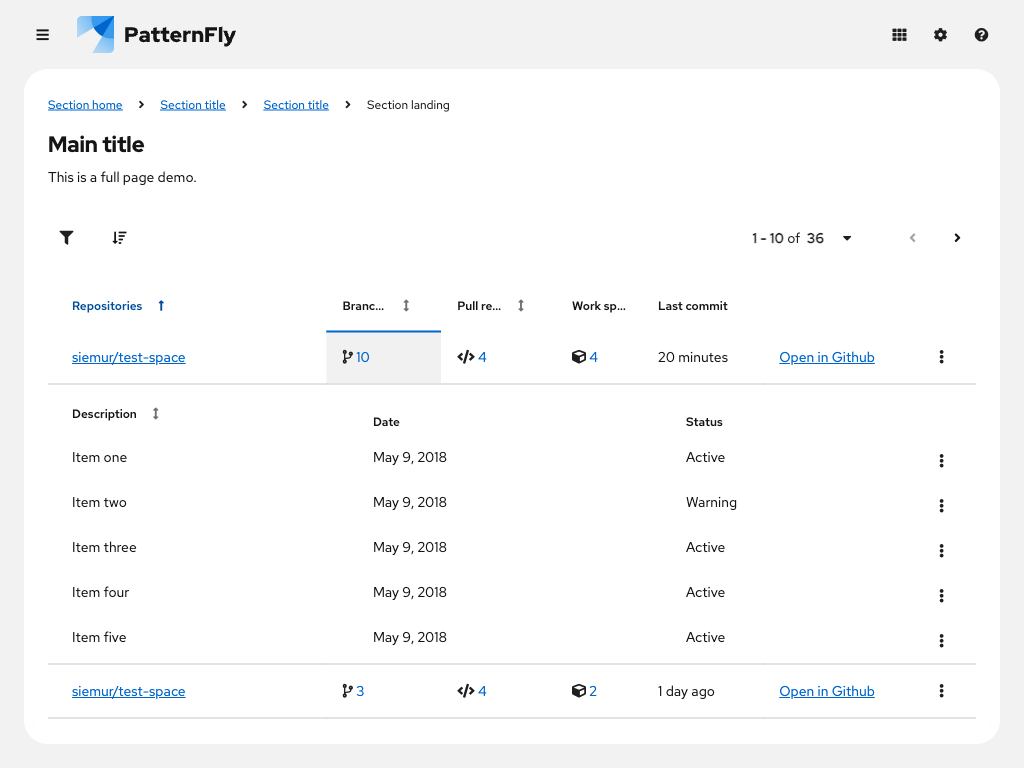 PatternFly
Section home Section title Section title Section landing
Main title
This is a full page demo.
1 - 10 of 36
Repositories Branc... Pull re... Work sp... Last commit
siemur/test-space 10 4 4 20 minutes Open in Github
Description Date Status
Item one May 9, 2018 Active
Item two May 9, 2018 Warning
Item three May 9, 2018 Active
Item four May 9, 2018 Active
Item five May 9, 2018 Active
siemur/test-space 3 4 2 1 day ago Open in Github